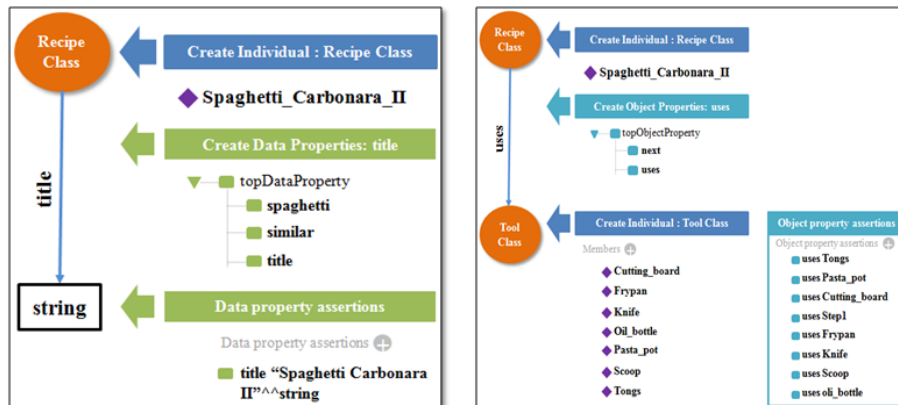 Recipe
Class
Create Individual : Recipe Class
Spaghetti_Carbonara_II
Create Data Properties: title
title
topDataProperty
spaghetti
similar
title
string
Data property assertions
Data property assertions
title “Spaghetti Carbonara
II”^^string
Recipe
Class
Create Individual : Recipe Class
Spaghetti_Carbonara_II
Create Object Properties: uses
uses
topObjectProperty
next
uses
Tool
Class
Create Individual : Tool Class
Members
Cutting_board
Frypan
Knife
Oil_bottle
Pasta_pot
Scoop
Tongs
Object property assertions
Object property assertions
uses Tongs
uses Pasta_pot
uses Cutting_board
uses Step1
uses Frypan
uses Knife
uses Scoop
uses oli_bottle